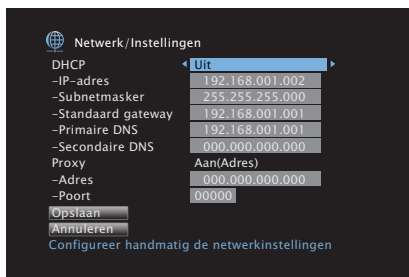 Netwerk/Instellingen
DHCP Uit
-IP-adres 192.168.001.002
-Subnetmasker 255.255.255.000
-Standaard gateway 192.168.001.001
-Primaire DNS 192.168.001.001
-Secondaire DNS 000.000.000.000
Proxy Aan(Adres)
-Adres 000.000.000.000
-Poort 00000
Opslaan
Annuleren
Configureer handmatig de netwerkinstellingen